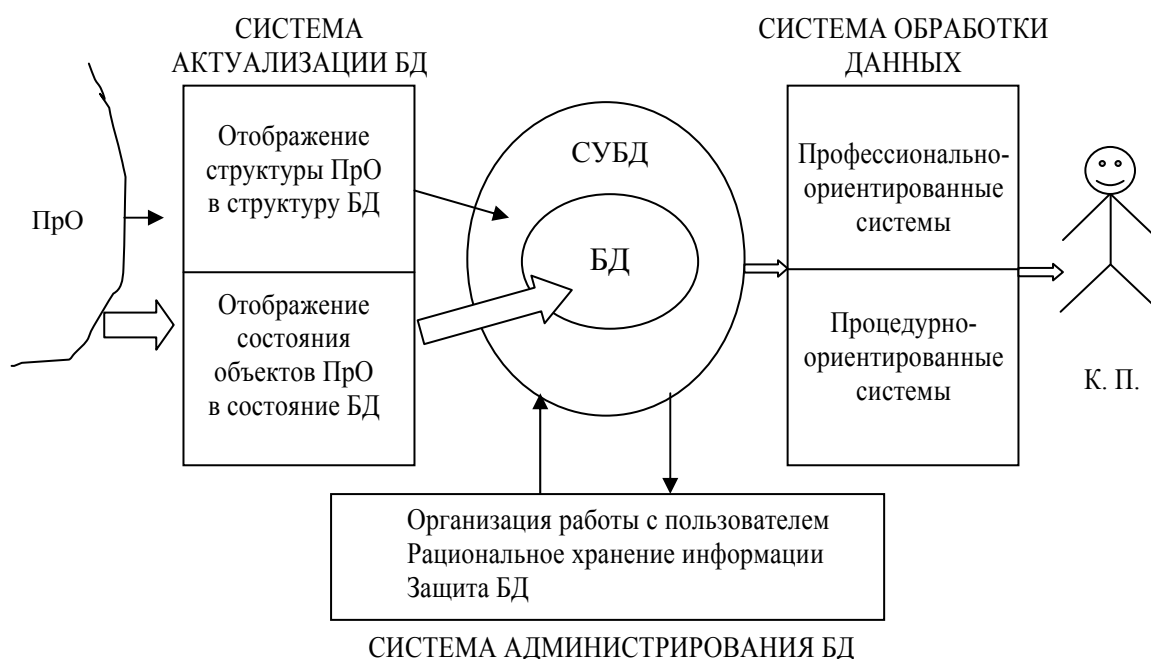 СИСТЕМА
АКТУАЛИЗАЦИИ БД
СИСТЕМА ОБРАБОТКИ
ДАННЫХ
ПрО
Отображение
структуры ПрО
в структуру БД
Отображение
состояния
объектов ПрО
в состояние БД
СУБД
БД
Профессионально-
ориентированные
системы
Процедурно-
ориентированные
системы
К. П.
Организация работы с пользователем
Рациональное хранение информации
Защита БД
СИСТЕМА АДМИНИСТРИРОВАНИЯ БД